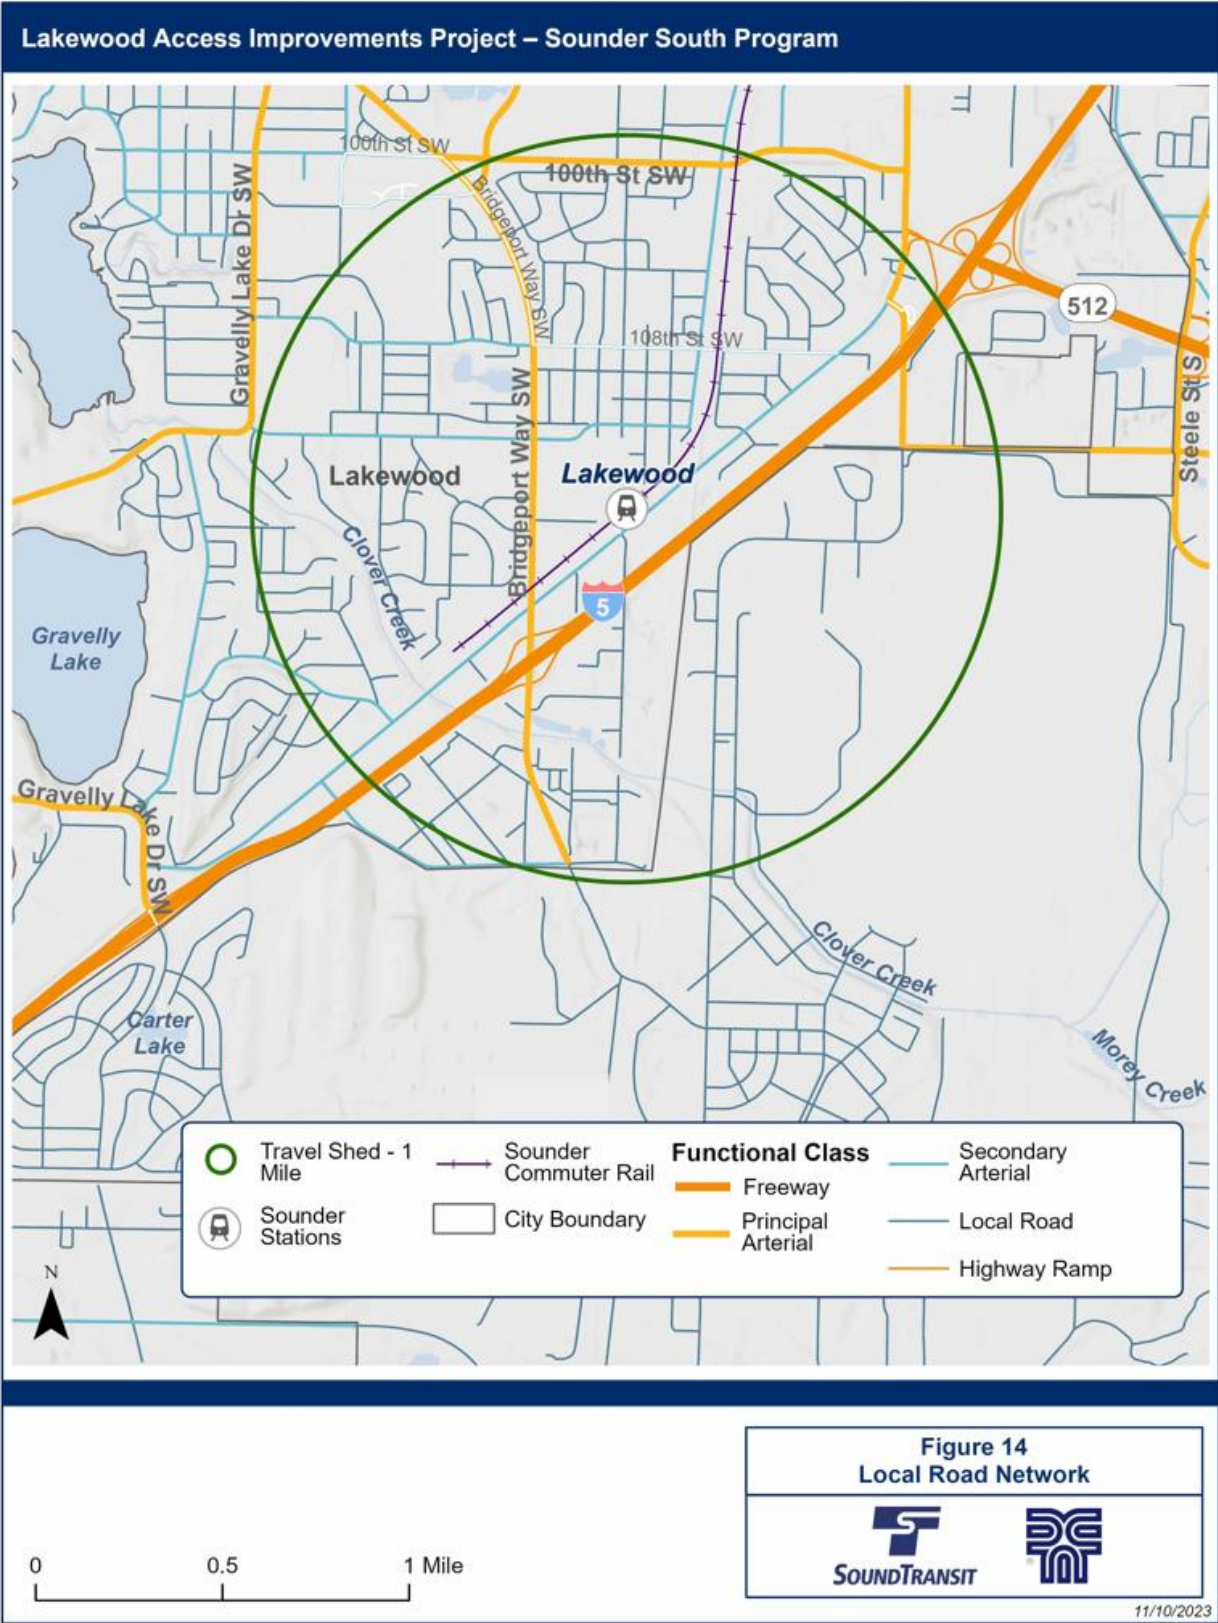 Lakewood Access Improvements Project – Sounder South Program
100th St SW
100th St SW
Gravelly Lake Dr SW
Bridgeport Way SW
512
108th St SW
Steele St S
Bridgeport Way SW
Lakewood
Lakewood
Clover Creek
5
Gravelly
Lake
Gravelly Lake Dr SW
Clover Creek
Carter
Lake
Morey Creek
Travel Shed - 1
Mile
Sounder
Stations
Sounder
Commuter Rail
City Boundary
Functional Class
Freeway
Principal
Arterial
Secondary
Arterial
Local Road
Highway Ramp
N
Figure 14
Local Road Network
SOUNDTRANSIT
0 0.5 1 Mile
11/10/2023